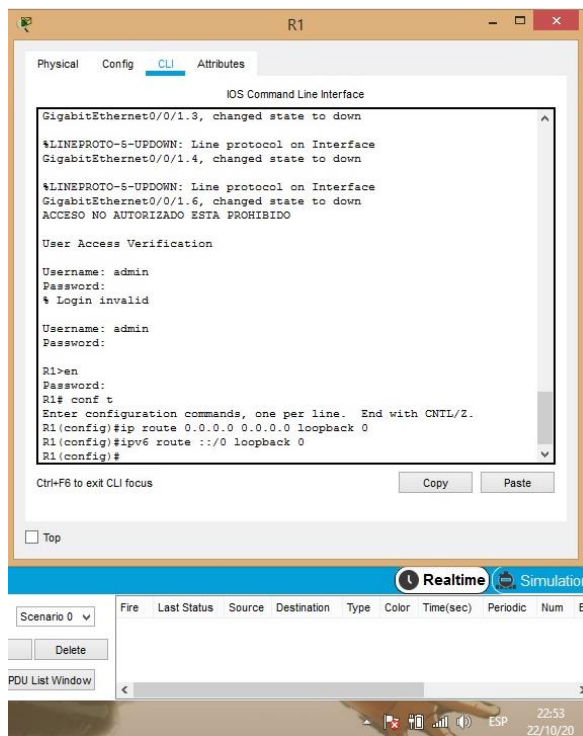 R1
Physical Config CLI Attributes
IOS Command Line Interface
GigabitEthernet0/0/1.3, changed state to down
%LINEPROTO-5-UPDOWN: Line protocol on Interface
GigabitEthernet0/0/1.4, changed state to down
%LINEPROTO-5-UPDOWN: Line protocol on Interface
GigabitEthernet0/0/1.6, changed state to down
ACCESO NO AUTORIZADO ESTA PROHIBIDO
User Access Verification
Username: admin
Password:
% Login invalid
Username: admin
Password:
R1>en
Password:
R1# conf t
Enter configuration commands, one per line. End with CNTL/Z.
R1(config)#ip route 0.0.0.0 0.0.0.0 loopback 0
R1(config)#ipv6 route ::/0 loopback 0
R1(config)#
Ctrl+F6 to exit CLI focus
Copy Paste
Top
Realtime Simulation
Scenario 0
Fire Last Status Source Destination Type Color Time(sec) Periodic Num E
Delete
PDU List Window
ESP
22:53
22/10/20